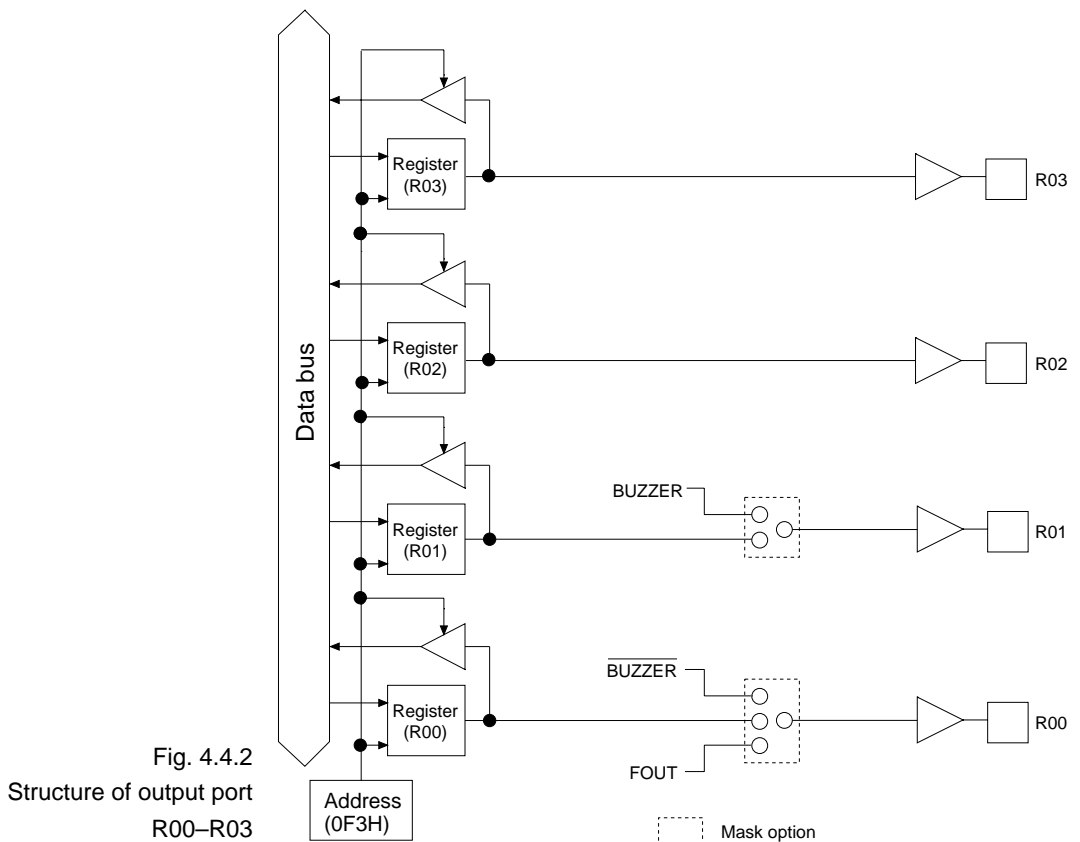 Register
(R03)
R03
Register
(R02)
R02
Data bus
BUZZER
Register
(R01)
R01
BUZZER
Register
(R00)
R00
FOUT
Fig. 4.4.2
Structure of output port
R00–R03
Address
(0F3H)
Mask option